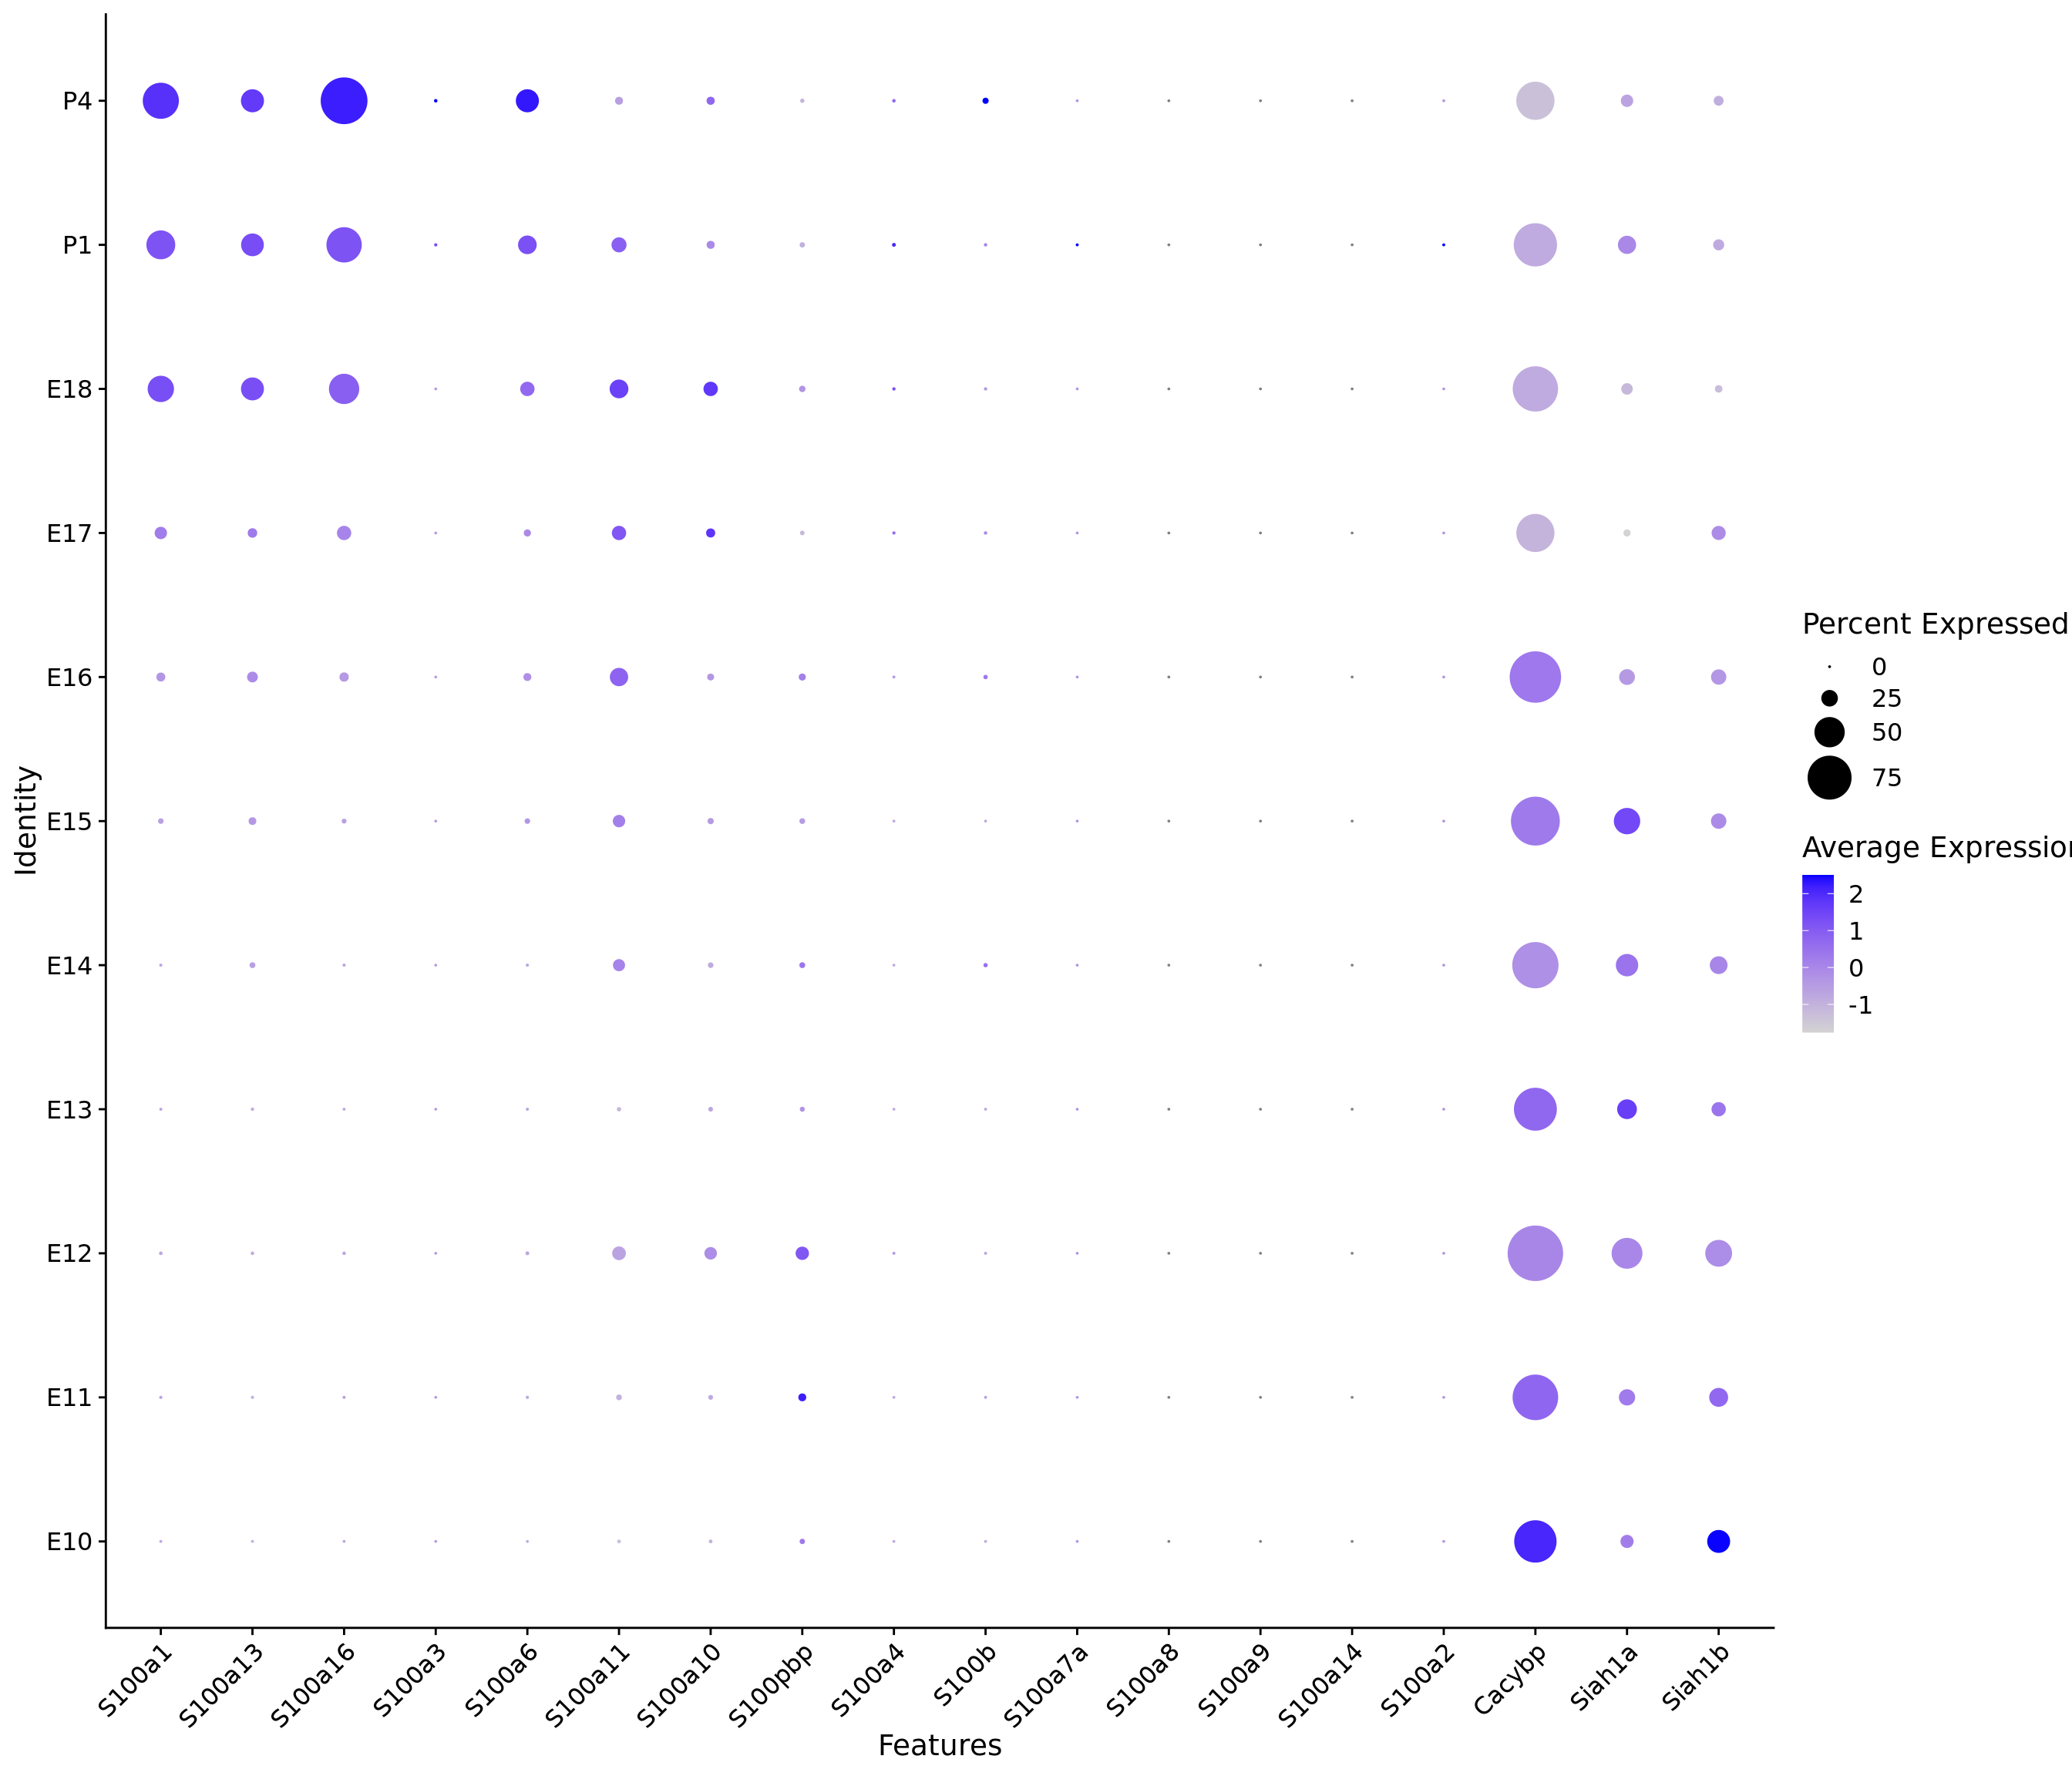 P4
P1
E18
E17
E16
E15
E14
E13
E12
E11
E10
Identity
S100a1
S100a13
S100a16
S100a3
S100a6
S100a11
S100a10
S100pbp
S100a4
S100b
S100a7a
S100a8
S100a9
S100a14
S100a2
Cacybp
Siah1a
Siah1b
Features
Percent Expressed
0
25
50
75
Average Expression
2
1
0
-1